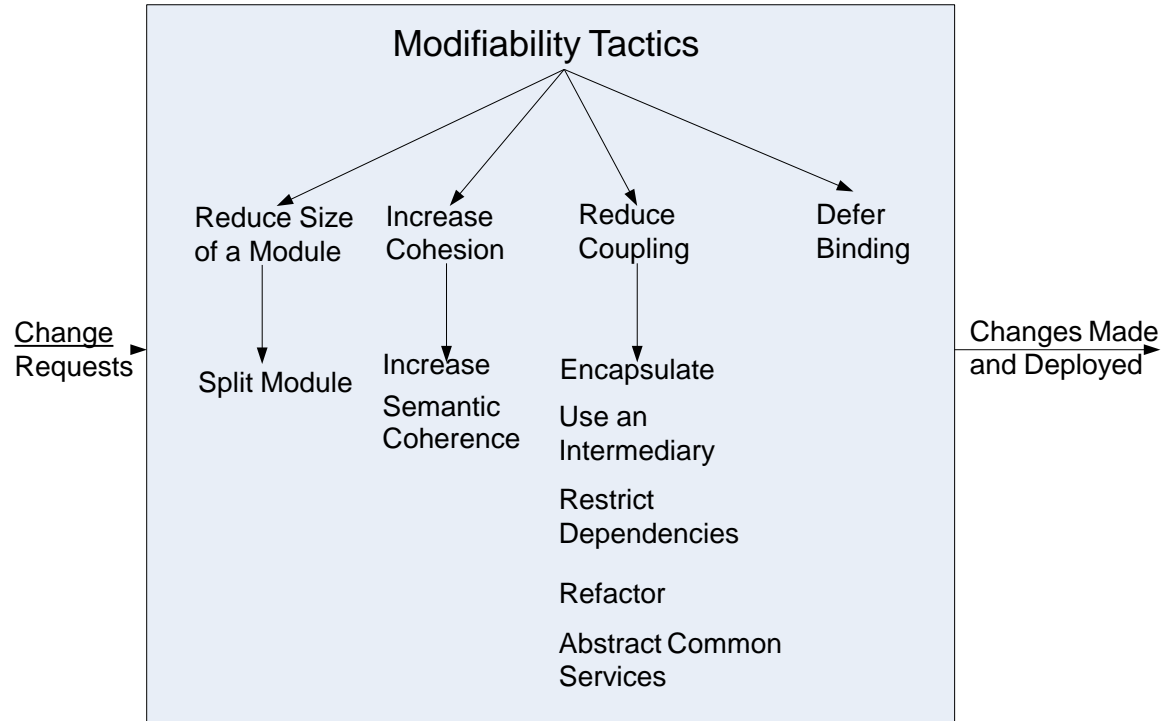 Modifiability Tactics
Reduce Size
of a Module
Increase
Cohesion
Reduce
Coupling
Defer
Binding
Change
Requests
Changes Made
and Deployed
Split Module
Increase
Semantic
Coherence
Encapsulate
Use an
Intermediary
Restrict
Dependencies
Refactor
Abstract Common
Services